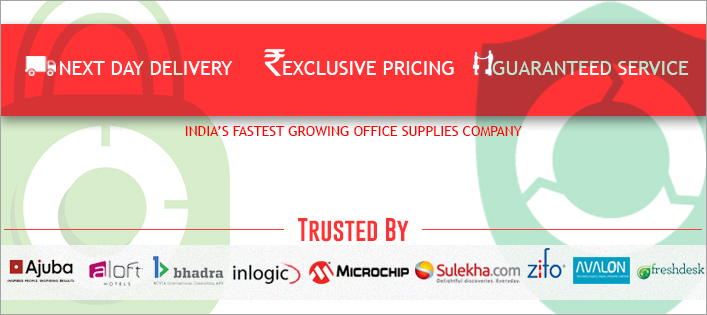 NEXT DAY DELIVERY ₹EXCLUSIVE PRICING GUARANTEED SERVICE
INDIA'S FASTEST GROWING OFFICE SUPPLIES COMPANY
TRUSTED BY
Ajuba aloft bhadra inlogic MICROCHIP Sulekha.com zifo AVALON freshdesk
INSPIRED PEOPLE. INSPIRING RESULTS. HOTELS Delightful discoveries. Everyday.